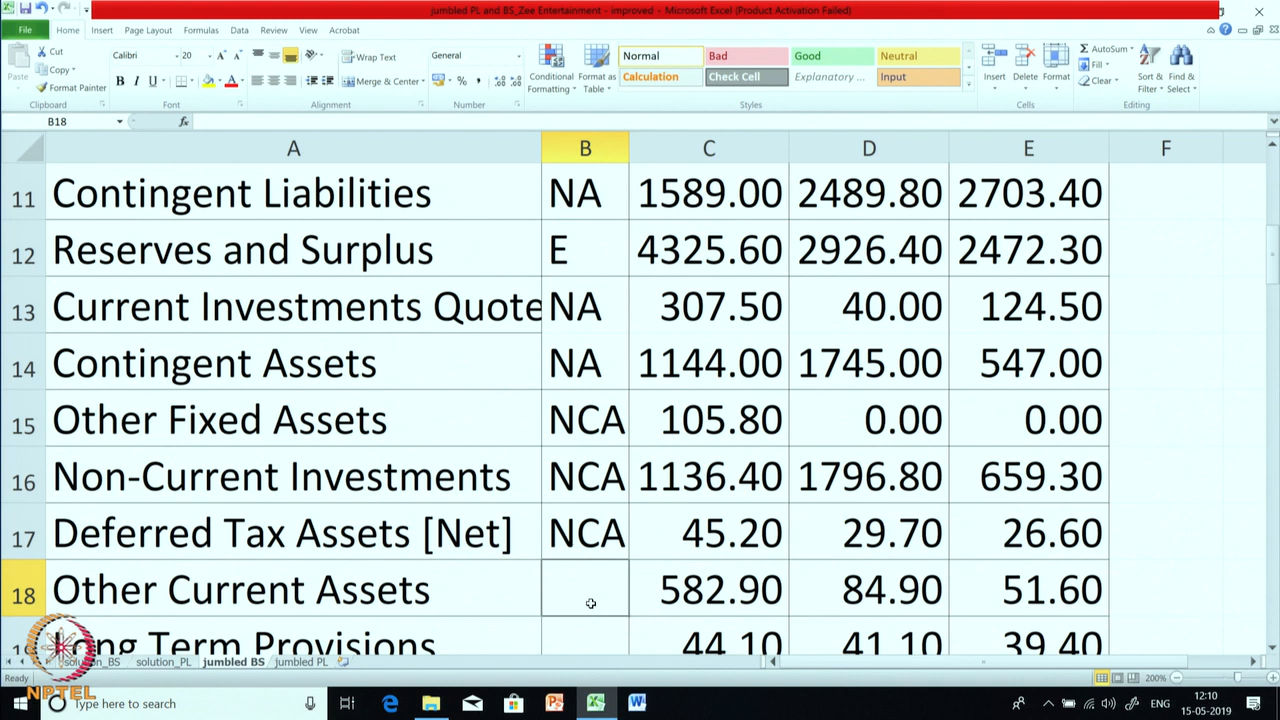 jumbled PL and BS_Zee Entertainment - improved - Microsoft Excel (Product Activation Failed)
File Home Insert Page Layout Formulas Data Review View Acrobat
Paste Cut Copy Format Painter
Calibri 20 A A B I U A
Wrap Text Merge & Center
General % ,
Conditional Formatting Format as Table
Normal Bad Good Neutral
Calculation Check Cell Explanatory ... Input
Insert Delete Format
AutoSum Fill Clear
Sort & Filter Find & Select
Clipboard Font Alignment Number Styles Cells Editing
B18 fx
A B C D E F
11 Contingent Liabilities NA 1589.00 2489.80 2703.40
12 Reserves and Surplus E 4325.60 2926.40 2472.30
13 Current Investments Quote NA 307.50 40.00 124.50
14 Contingent Assets NA 1144.00 1745.00 547.00
15 Other Fixed Assets NCA 105.80 0.00 0.00
16 Non-Current Investments NCA 1136.40 1796.80 659.30
17 Deferred Tax Assets [Net] NCA 45.20 29.70 26.60
18 Other Current Assets 582.90 84.90 51.60
Long Term Provisions 44.10 41.10 39.40
solution_BS solution_PL jumbled BS jumbled PL
Ready 200%
NPTEL
Type here to search
ENG 12:10
15-05-2019